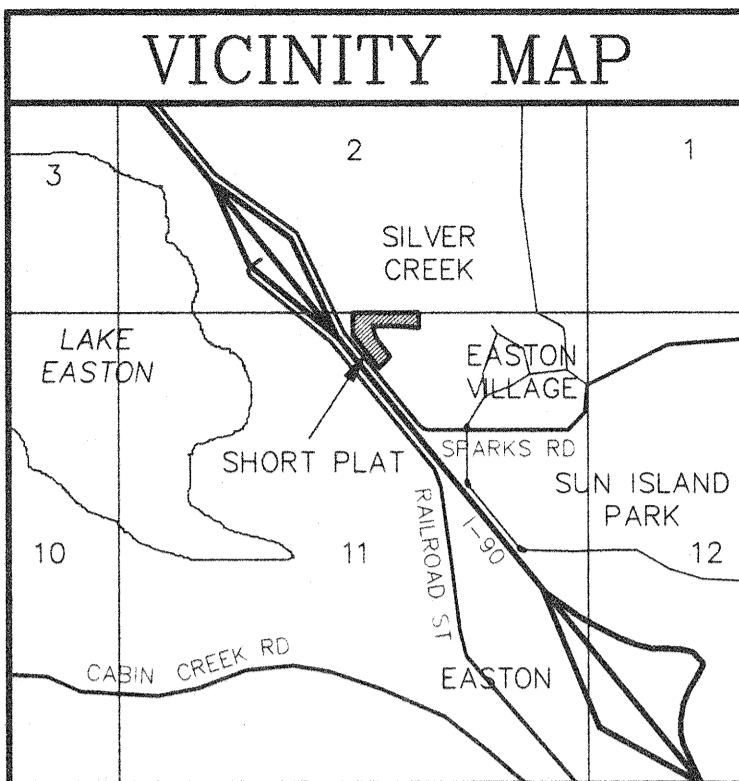 VICINITY MAP
3
2
1
SILVER
CREEK
LAKE
EASTON
EASTON
VILLAGE
SHORT PLAT
SPARKS RD
SUN ISLAND
PARK
RAILROAD ST
I-90
10
11
12
CABIN CREEK RD
EASTON